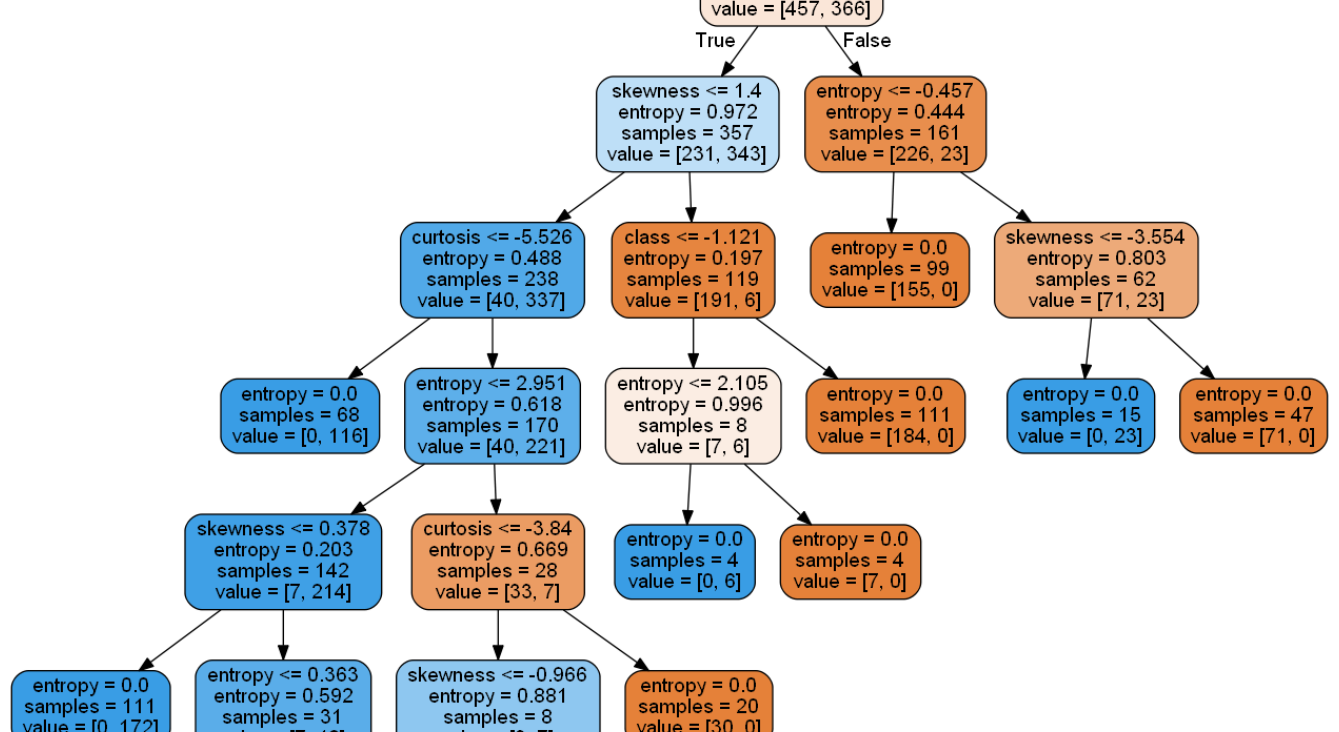 value = [457, 366]
True
False
skewness <= 1.4
entropy = 0.972
samples = 357
value = [231, 343]
entropy <= -0.457
entropy = 0.444
samples = 161
value = [226, 23]
curtosis <= -5.526
entropy = 0.488
samples = 238
value = [40, 337]
class <= -1.121
entropy = 0.197
samples = 119
value = [191, 6]
entropy = 0.0
samples = 99
value = [155, 0]
skewness <= -3.554
entropy = 0.803
samples = 62
value = [71, 23]
entropy = 0.0
samples = 68
value = [0, 116]
entropy <= 2.951
entropy = 0.618
samples = 170
value = [40, 221]
entropy <= 2.105
entropy = 0.996
samples = 8
value = [7, 6]
entropy = 0.0
samples = 111
value = [184, 0]
entropy = 0.0
samples = 15
value = [0, 23]
entropy = 0.0
samples = 47
value = [71, 0]
skewness <= 0.378
entropy = 0.203
samples = 142
value = [7, 214]
curtosis <= -3.84
entropy = 0.669
samples = 28
value = [33, 7]
entropy = 0.0
samples = 4
value = [0, 6]
entropy = 0.0
samples = 4
value = [7, 0]
entropy = 0.0
samples = 111
value = [0, 172]
entropy <= 0.363
entropy = 0.592
samples = 31
skewness <= -0.966
entropy = 0.881
samples = 8
entropy = 0.0
samples = 20
value = [30, 0]